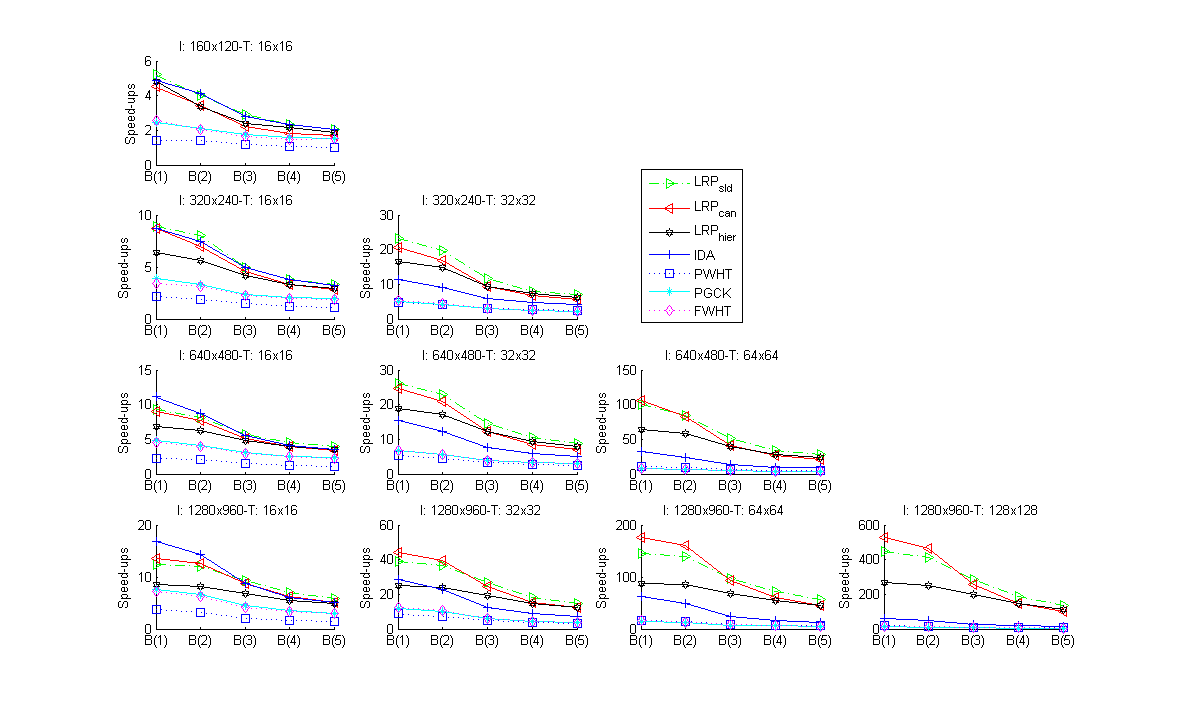 I: 160x120-T: 16x16
Speed-ups
6
4
2
0
B(1) B(2) B(3) B(4) B(5)
I: 320x240-T: 16x16
Speed-ups
10
5
0
B(1) B(2) B(3) B(4) B(5)
I: 320x240-T: 32x32
Speed-ups
30
20
10
0
B(1) B(2) B(3) B(4) B(5)
LRPsld
LRPcan
LRPhier
IDA
PWHT
PGCK
FWHT
I: 640x480-T: 16x16
Speed-ups
15
10
5
0
B(1) B(2) B(3) B(4) B(5)
I: 640x480-T: 32x32
Speed-ups
30
20
10
0
B(1) B(2) B(3) B(4) B(5)
I: 640x480-T: 64x64
Speed-ups
150
100
50
0
B(1) B(2) B(3) B(4) B(5)
I: 1280x960-T: 16x16
Speed-ups
20
10
0
B(1) B(2) B(3) B(4) B(5)
I: 1280x960-T: 32x32
Speed-ups
60
40
20
0
B(1) B(2) B(3) B(4) B(5)
I: 1280x960-T: 64x64
Speed-ups
200
100
0
B(1) B(2) B(3) B(4) B(5)
I: 1280x960-T: 128x128
Speed-ups
600
400
200
0
B(1) B(2) B(3) B(4) B(5)